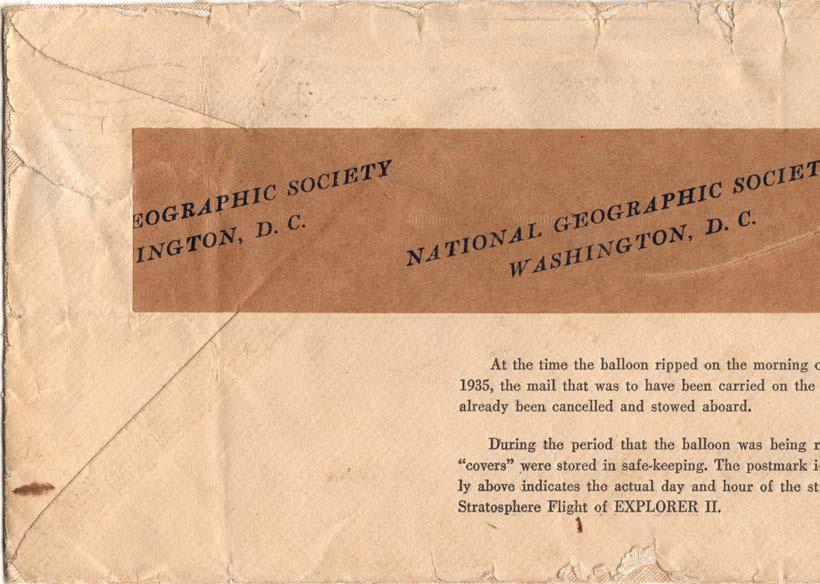 EOGRAPHIC SOCIETY
INGTON, D. C.
NATIONAL GEOGRAPHIC SOCIET
WASHINGTON, D. C.
At the time the balloon ripped on the morning
1935, the mail that was to have been carried on the
already been cancelled and stowed aboard.
During the period that the balloon was being
"covers" were stored in safe-keeping. The postmark
ly above indicates the actual day and hour of the
Stratosphere Flight of EXPLORER II.